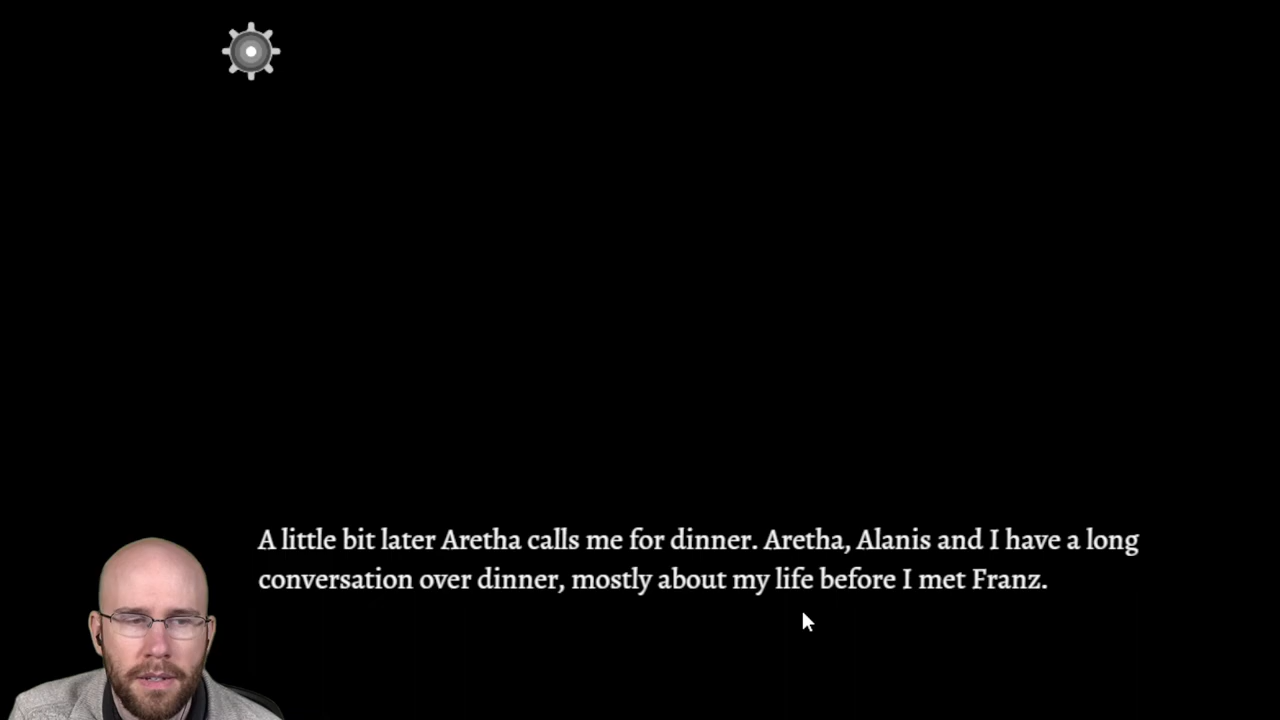 A little bit later Aretha calls me for dinner. Aretha, Alanis and I have a long
conversation over dinner, mostly about my life before I met Franz.